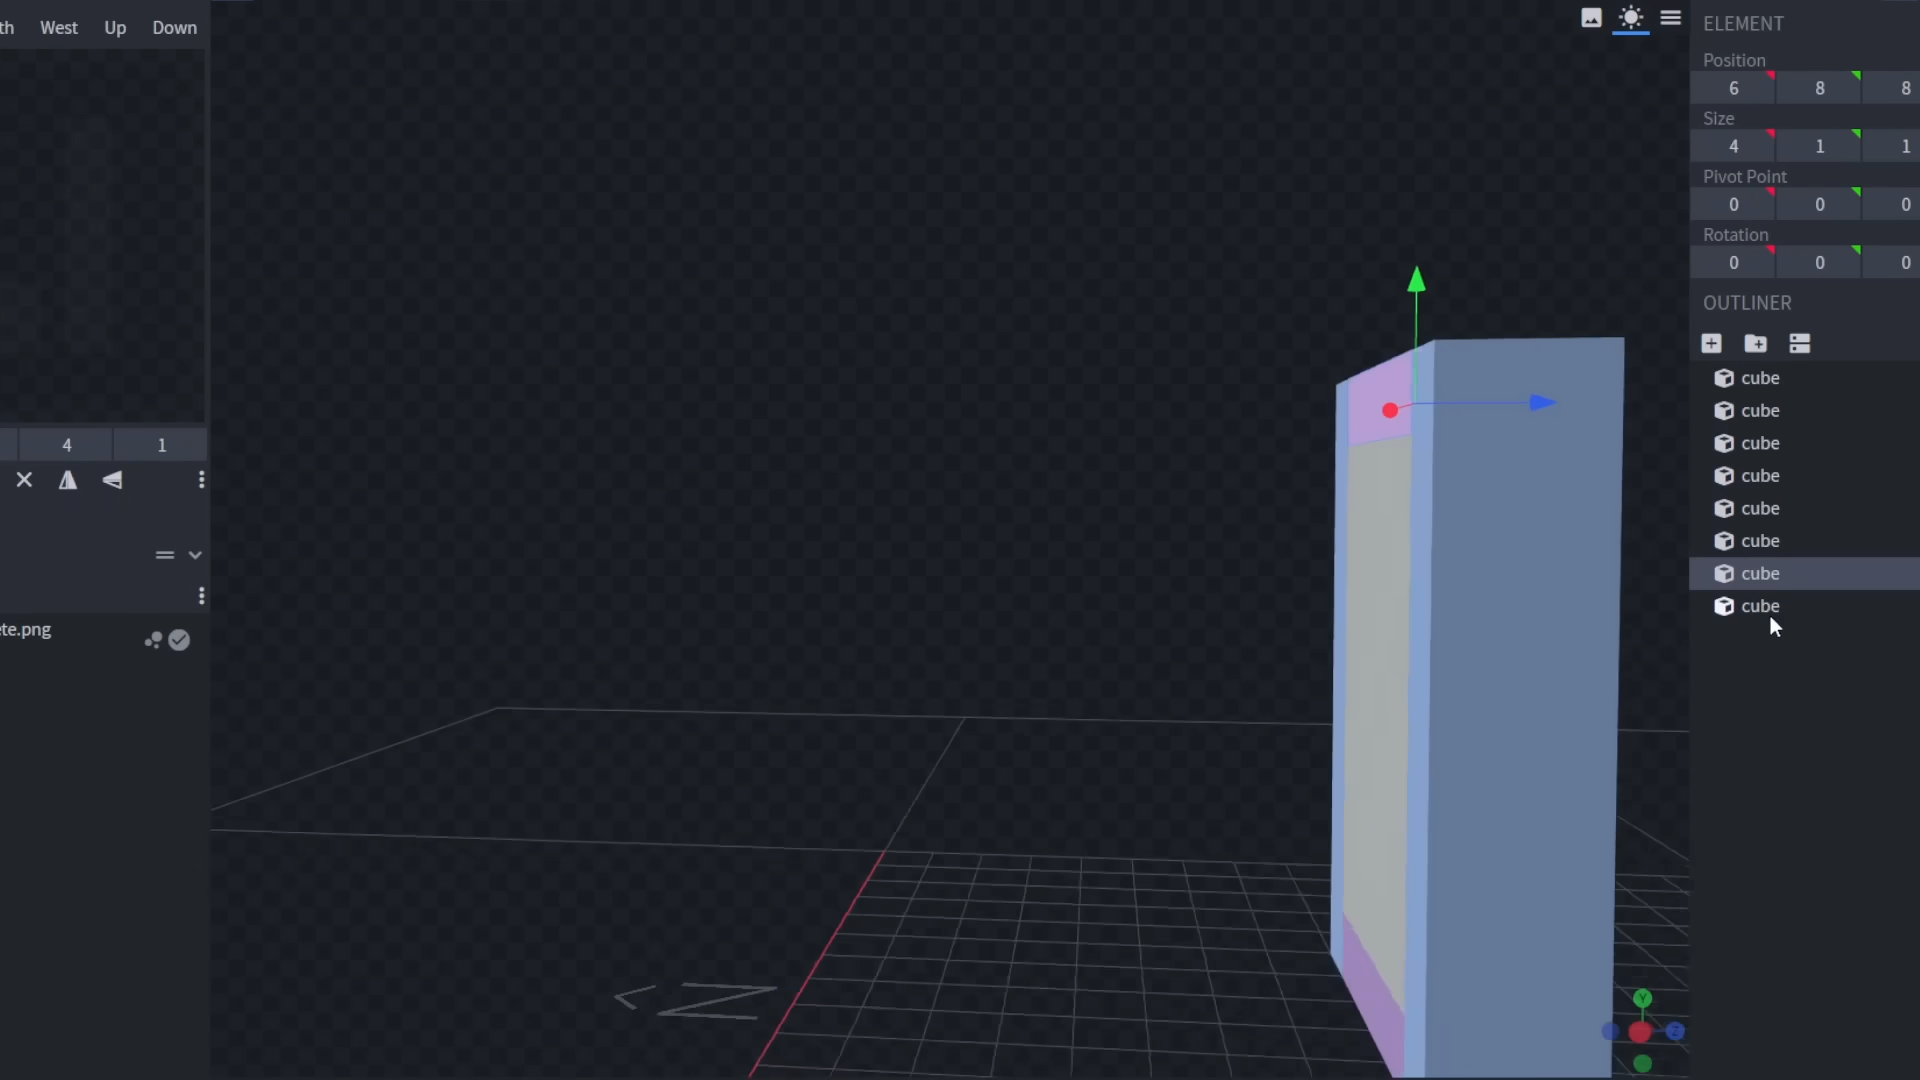 th West Up Down
4 1
ete.png
ELEMENT
Position
6 8 8
Size
4 1 1
Pivot Point
0 0 0
Rotation
0 0 0
OUTLINER
cube
cube
cube
cube
cube
cube
cube
cube
N
Y
Z